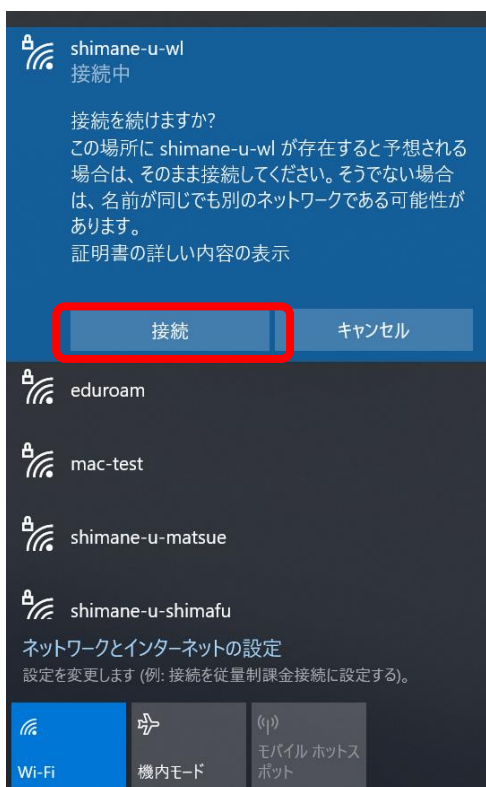 shimane-u-wl
接続中
接続を続けますか?
この場所に shimane-u-wl が存在すると予想される
場合は、そのまま接続してください。そうでない場合
は、名前が同じでも別のネットワークである可能性が
あります。
証明書の詳しい内容の表示
接続 キャンセル
eduroam
mac-test
shimane-u-matsue
shimane-u-shimafu
ネットワークとインターネットの設定
設定を変更します (例: 接続を従量制課金接続に設定する)。
Wi-Fi
機内モード
モバイル ホットス
ポット